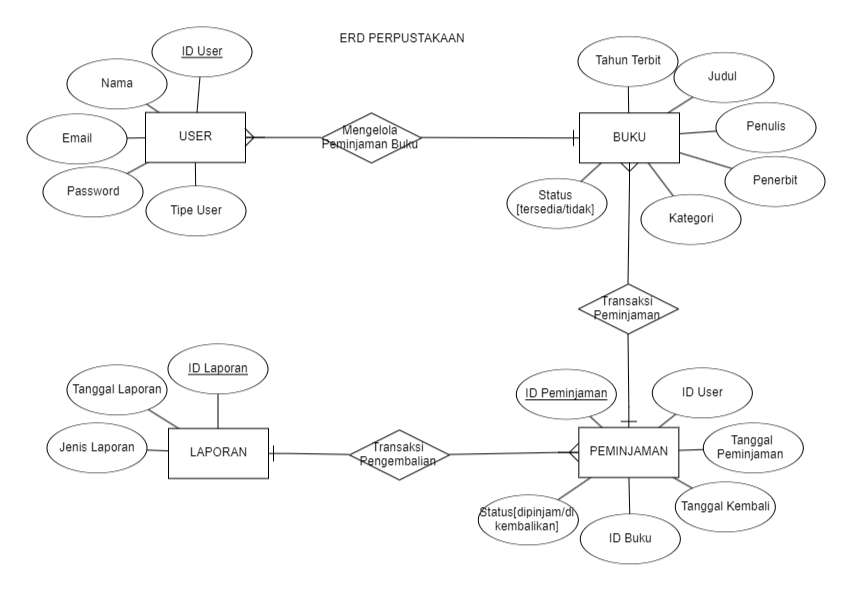 ERD PERPUSTAKAAN
ID User
Nama
Email
Password
Tipe User
USER
Mengelola
Peminjaman Buku
BUKU
Tahun Terbit
Judul
Penulis
Penerbit
Kategori
Status
[tersedia/tidak]
Transaksi
Peminjaman
ID Laporan
Tanggal Laporan
Jenis Laporan
LAPORAN
Transaksi
Pengembalian
PEMINJAMAN
ID Peminjaman
ID User
Tanggal
Peminjaman
Tanggal Kembali
ID Buku
Status[dipinjam/di
kembalikan]